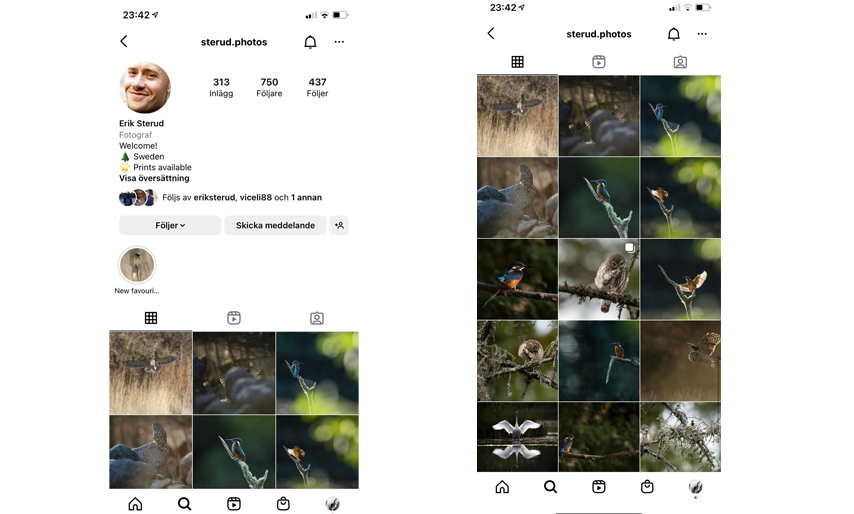 23:42
sterud.photos
313 750 437
Inlägg Följare Följer
Erik Sterud
Fotograf
Welcome!
🌲 Sweden
🌟 Prints available
Visa översättning
Följs av eriksterud, viceli88 och 1 annan
Följer Skicka meddelande
New favouri...
23:42
sterud.photos